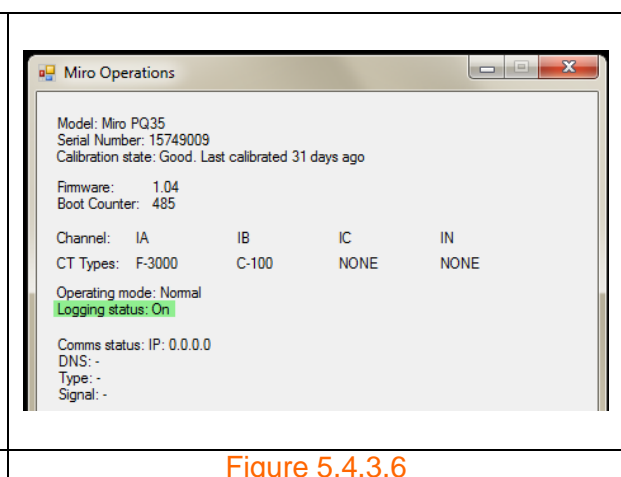 Miro Operations
Model: Miro PQ35
Serial Number: 15749009
Calibration state: Good. Last calibrated 31 days ago
Firmware: 1.04
Boot Counter: 485
Channel: IA IB IC IN
CT Types: F-3000 C-100 NONE NONE
Operating mode: Normal
Logging status: On
Comms status: IP: 0.0.0.0
DNS: -
Type: -
Signal: -
Figure 5.4.3.6